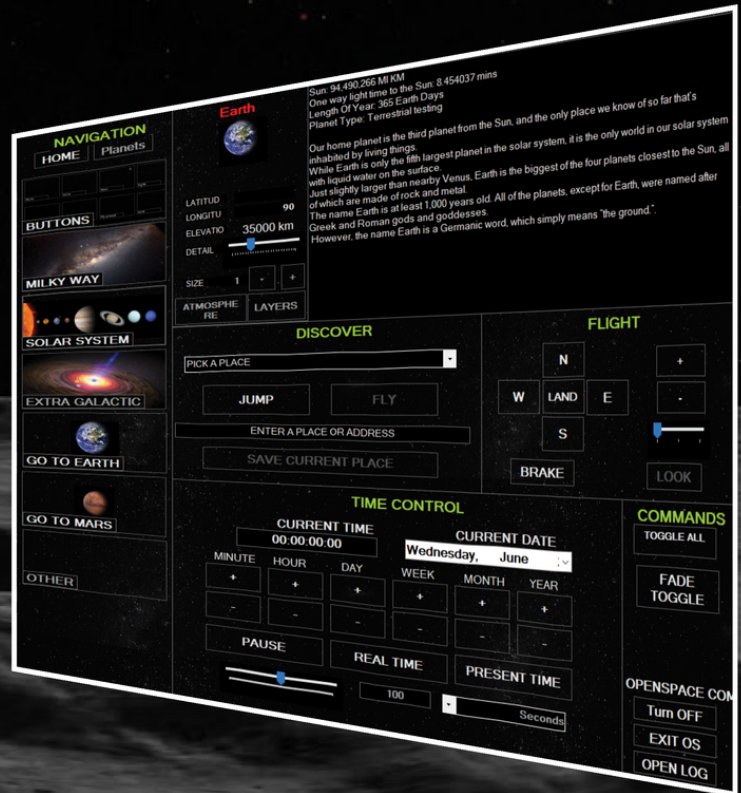 NAVIGATION
HOME Planets
BUTTONS
MILKY WAY
SOLAR SYSTEM
EXTRA GALACTIC
GO TO EARTH
GO TO MARS
OTHER
Earth
LATITUD
LONGITU 90
ELEVATIO 35000 km
DETAIL
SIZE 1 - +
ATMOSPHE
RE
LAYERS
Sun: 94,490,266 MI KM
One way light time to the Sun: 8.454037 mins
Length Of Year: 365 Earth Days
Planet Type: Terrestrial testing
Our home planet is the third planet from the Sun, and the only place we know of so far that's
inhabited by living things.
While Earth is only the fifth largest planet in the solar system, it is the only world in our solar system
with liquid water on the surface.
Just slightly larger than nearby Venus, Earth is the biggest of the four planets closest to the Sun, all
of which are made of rock and metal.
The name Earth is at least 1,000 years old. All of the planets, except for Earth, were named after
Greek and Roman gods and goddesses.
However, the name Earth is a Germanic word, which simply means “the ground.”.
DISCOVER
PICK A PLACE
JUMP FLY
ENTER A PLACE OR ADDRESS
SAVE CURRENT PLACE
FLIGHT
N +
W LAND E -
S
BRAKE LOOK
TIME CONTROL
CURRENT TIME CURRENT DATE
00:00:00:00 Wednesday, June
MINUTE HOUR DAY WEEK MONTH YEAR
+ + + + + +
- - - - - -
PAUSE REAL TIME PRESENT TIME
100 Seconds
COMMANDS
TOGGLE ALL
FADE
TOGGLE
OPENSPACE COM
Turn OFF
EXIT OS
OPEN LOG